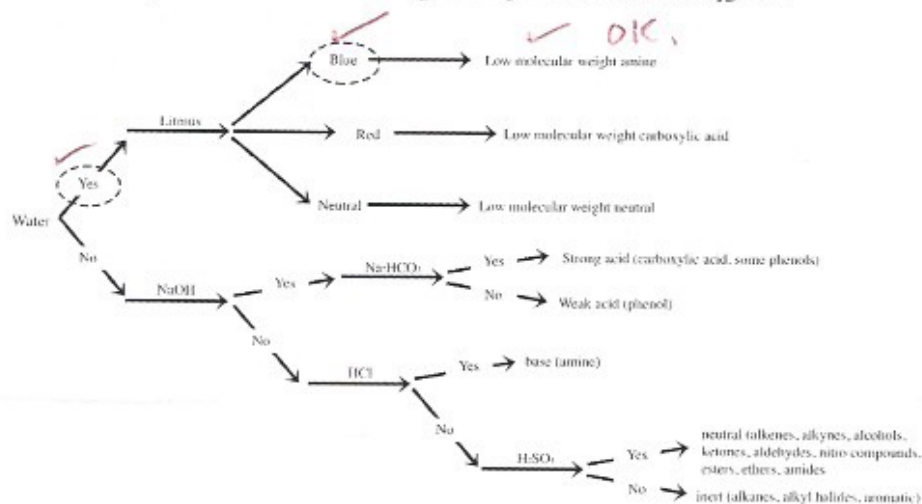 OK.
Blue
Low molecular weight amine
Litmus
Red
Low molecular weight carboxylic acid
Yes
Neutral
Low molecular weight neutral
Water
No
NaHCO₃
Yes
Strong acid (carboxylic acid, some phenols)
NaOH
Yes
No
Weak acid (phenol)
No
HCl
Yes
base (amine)
No
H₂SO₄
Yes
neutral (alkenes, alkynes, alcohols,
ketones, aldehydes, nitro compounds,
esters, ethers, amides
No
inert (alkanes, alkyl halides, aromatic)